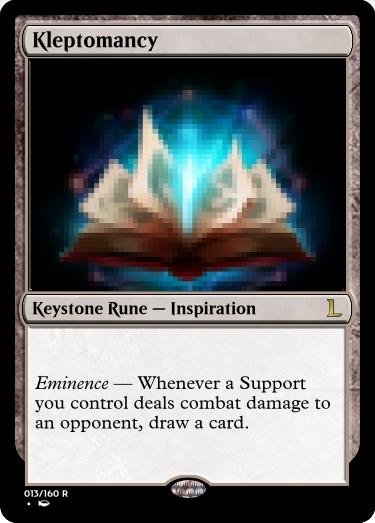 Kleptomancy
Keystone Rune — Inspiration
L
Eminence — Whenever a Support
you control deals combat damage to
an opponent, draw a card.
013/160 R